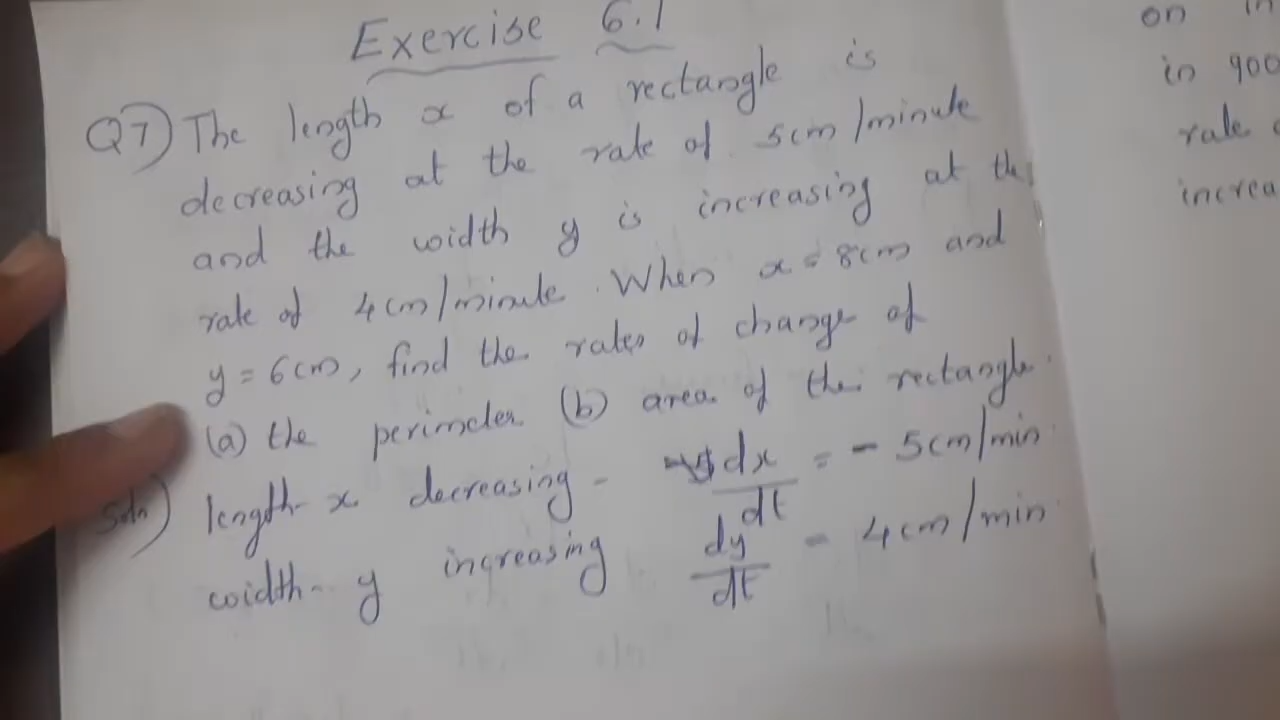 Exercise 6.1
Q7) The length x of a rectangle is
decreasing at the rate of 5cm/minute
and the width y is increasing at the
rate of 4cm/minute. When x = 8cm and
y = 6cm, find the rates of change of
(a) the perimeter (b) area of the rectangle.
Soln) length - x decreasing - dx/dt = - 5cm/min
width - y increasing dy/dt = 4cm/min
on in
in 900
rate
increa